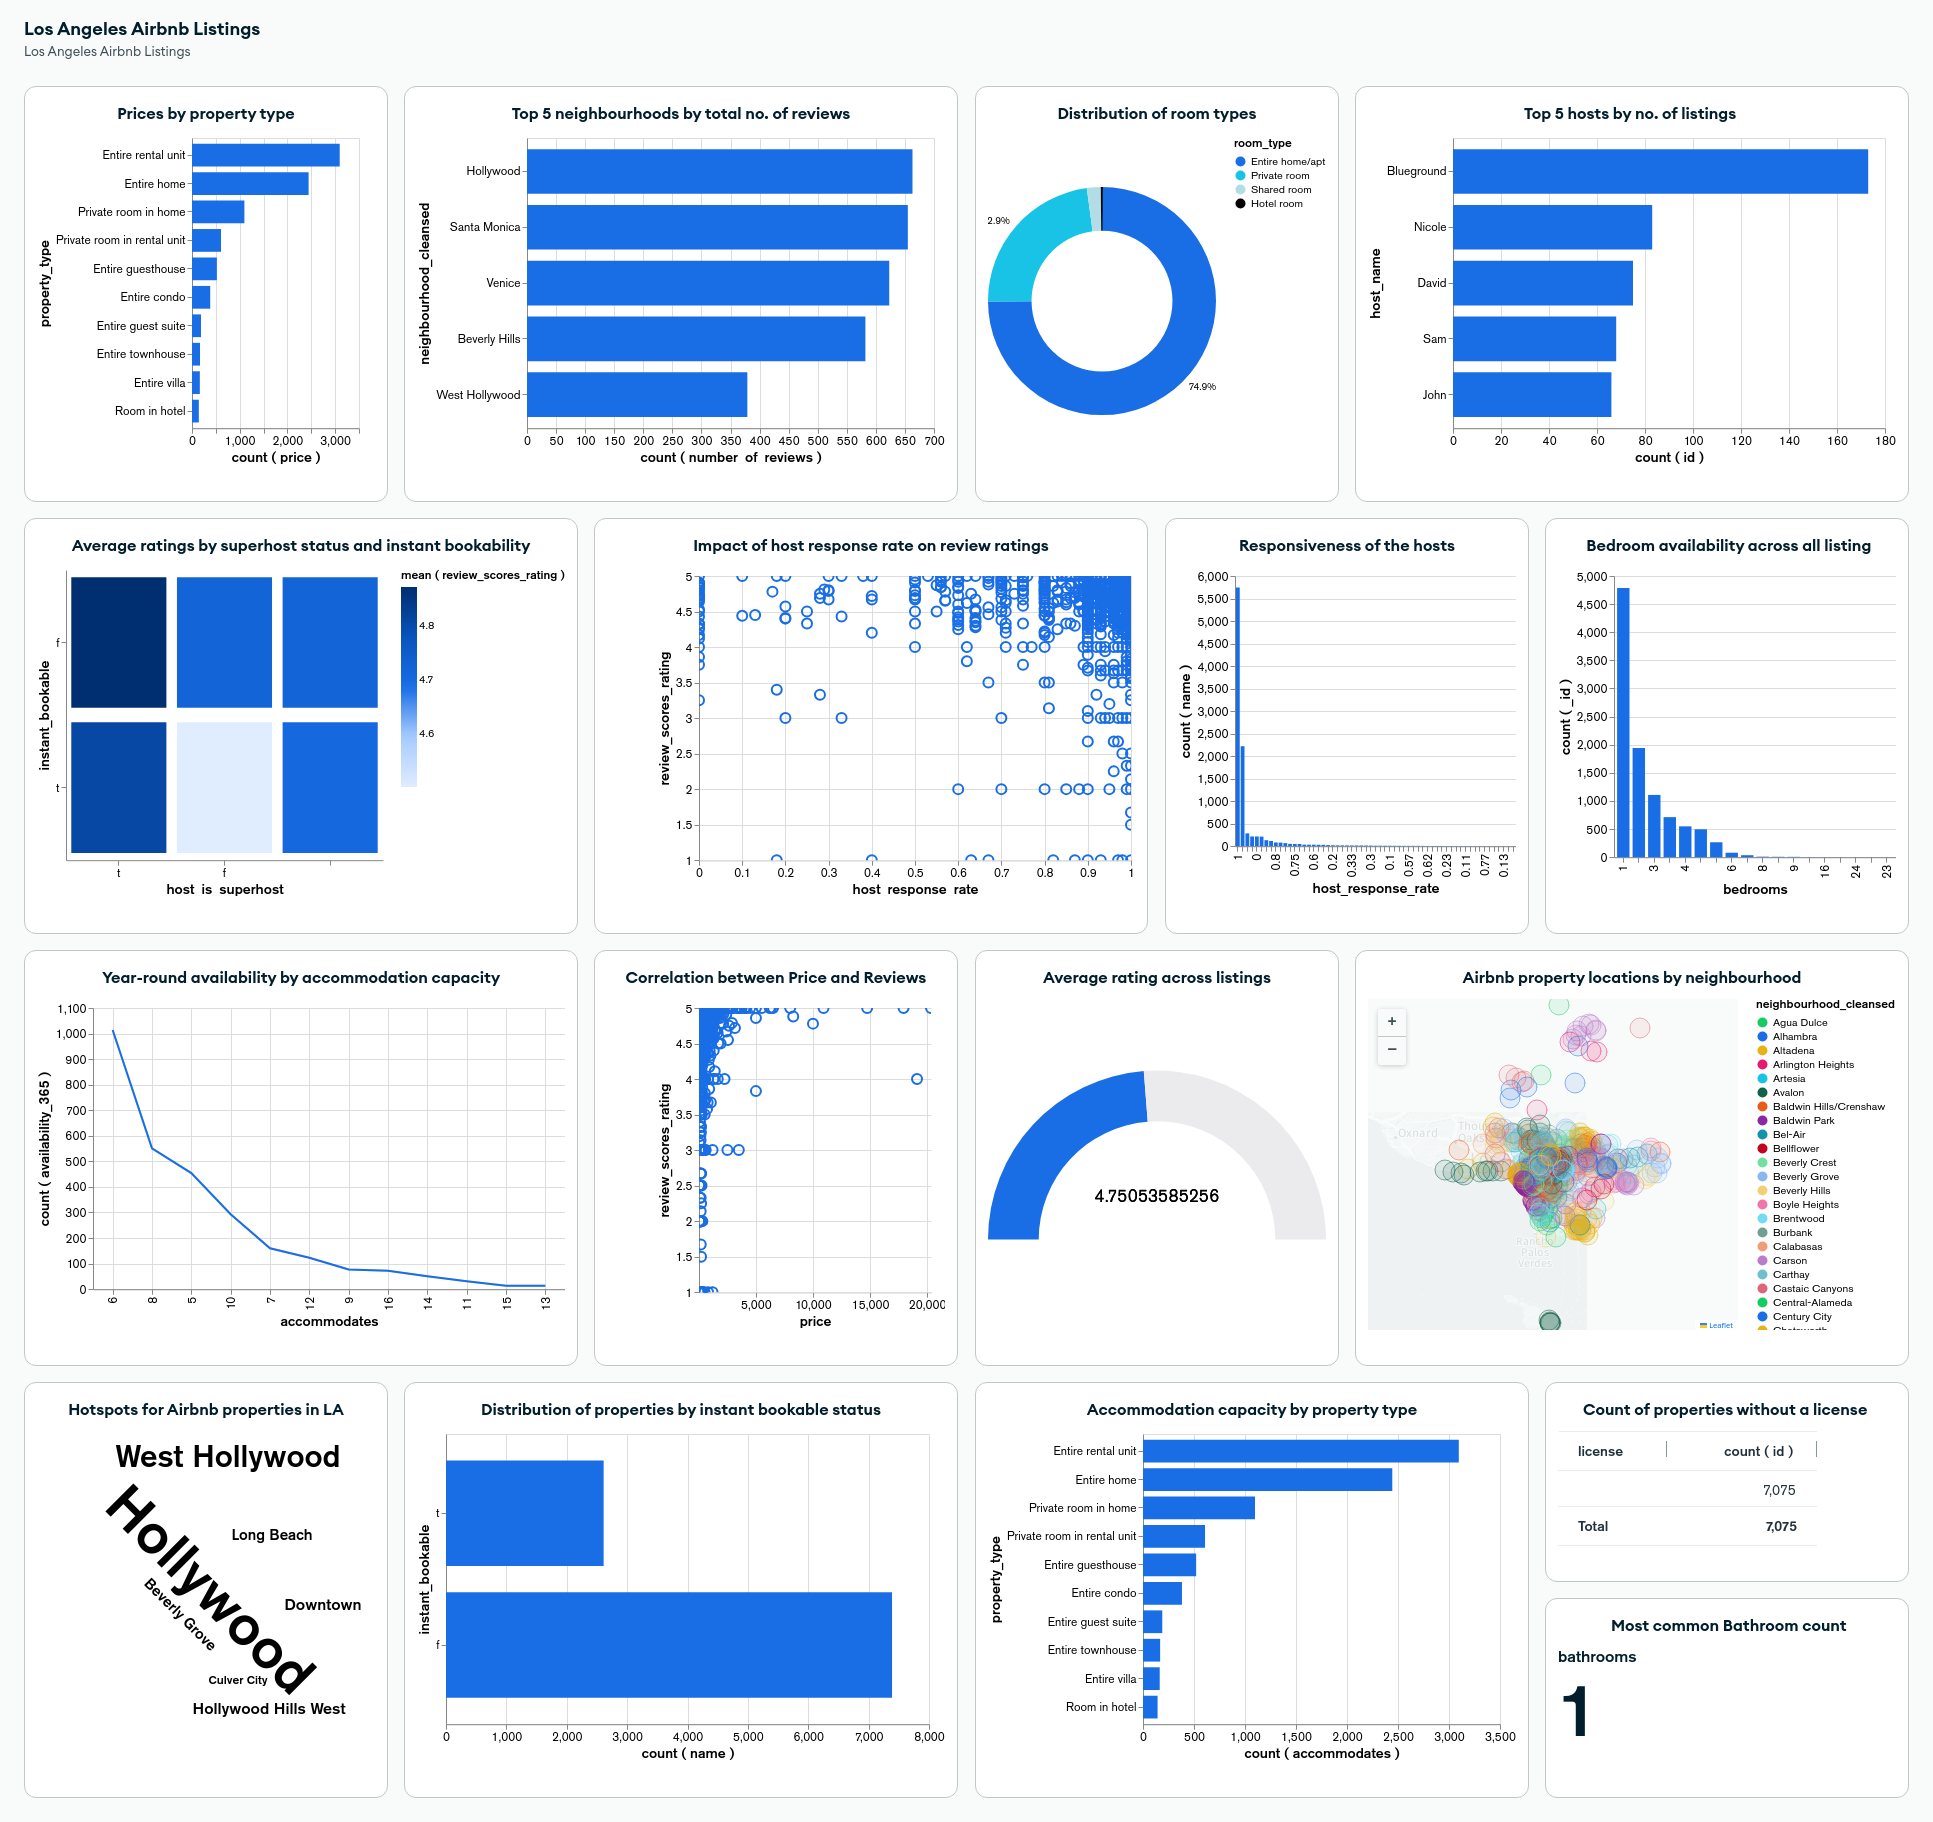 Los Angeles Airbnb Listings
Los Angeles Airbnb Listings
Prices by property type
property_type
Entire rental unit
Entire home
Private room in home
Private room in rental unit
Entire guesthouse
Entire condo
Entire guest suite
Entire townhouse
Entire villa
Room in hotel
0 1,000 2,000 3,000
count ( price )
Top 5 neighbourhoods by total no. of reviews
neighbourhood_cleansed
Hollywood
Santa Monica
Venice
Beverly Hills
West Hollywood
0 50 100 150 200 250 300 350 400 450 500 550 600 650 700
count ( number of reviews )
Distribution of room types
room_type
Entire home/apt
Private room
Shared room
Hotel room
2.9%
74.9%
Top 5 hosts by no. of listings
host_name
Blueground
Nicole
David
Sam
John
0 20 40 60 80 100 120 140 160 180
count ( id )
Average ratings by superhost status and instant bookability
mean ( review_scores_rating )
4.8
4.7
4.6
instant_bookable
f
t
t f
host is superhost
Impact of host response rate on review ratings
review_scores_rating
5
4.5
4
3.5
3
2.5
2
1.5
1
0 0.1 0.2 0.3 0.4 0.5 0.6 0.7 0.8 0.9 1
host response rate
Responsiveness of the hosts
count ( name )
6,000
5,500
5,000
4,500
4,000
3,500
3,000
2,500
2,000
1,500
1,000
500
0
1 0 0.8 0.75 0.6 0.2 0.33 0.3 0.1 0.57 0.62 0.23 0.11 0.77 0.13
host_response_rate
Bedroom availability across all listing
count ( _id )
5,000
4,500
4,000
3,500
3,000
2,500
2,000
1,500
1,000
500
0
1 3 4 6 8 9 16 24 23
bedrooms
Year-round availability by accommodation capacity
count ( availability_365 )
1,100
1,000
900
800
700
600
500
400
300
200
100
0
6 8 5 10 7 12 9 16 14 11 15 13
accommodates
Correlation between Price and Reviews
review_scores_rating
5
4.5
4
3.5
3
2.5
2
1.5
1
5,000 10,000 15,000 20,000
price
Average rating across listings
4.75053585256
Airbnb property locations by neighbourhood
+
−
Oxnard
Rancho
Palos
Verdes
Leaflet
neighbourhood_cleansed
Agua Dulce
Alhambra
Altadena
Arlington Heights
Artesia
Avalon
Baldwin Hills/Crenshaw
Baldwin Park
Bel-Air
Bellflower
Beverly Crest
Beverly Grove
Beverly Hills
Boyle Heights
Brentwood
Burbank
Calabasas
Carson
Carthay
Castaic Canyons
Central-Alameda
Century City
Hotspots for Airbnb properties in LA
West Hollywood
Hollywood
Long Beach
Beverly Grove
Downtown
Culver City
Hollywood Hills West
Distribution of properties by instant bookable status
instant_bookable
t
f
0 1,000 2,000 3,000 4,000 5,000 6,000 7,000 8,000
count ( name )
Accommodation capacity by property type
property_type
Entire rental unit
Entire home
Private room in home
Private room in rental unit
Entire guesthouse
Entire condo
Entire guest suite
Entire townhouse
Entire villa
Room in hotel
0 500 1,000 1,500 2,000 2,500 3,000 3,500
count ( accommodates )
Count of properties without a license
license count ( id )
7,075
Total 7,075
Most common Bathroom count
bathrooms
1